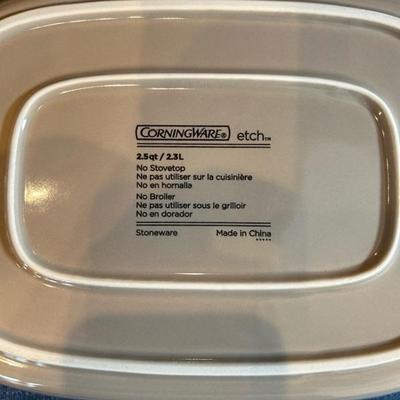 CORNINGWARE® etch™
2.5qt / 2.3L
No Stovetop
Ne pas utiliser sur la cuisinière
No en hornalla
No Broiler
Ne pas utiliser sous le grilloir
No en dorador
Stoneware Made in China